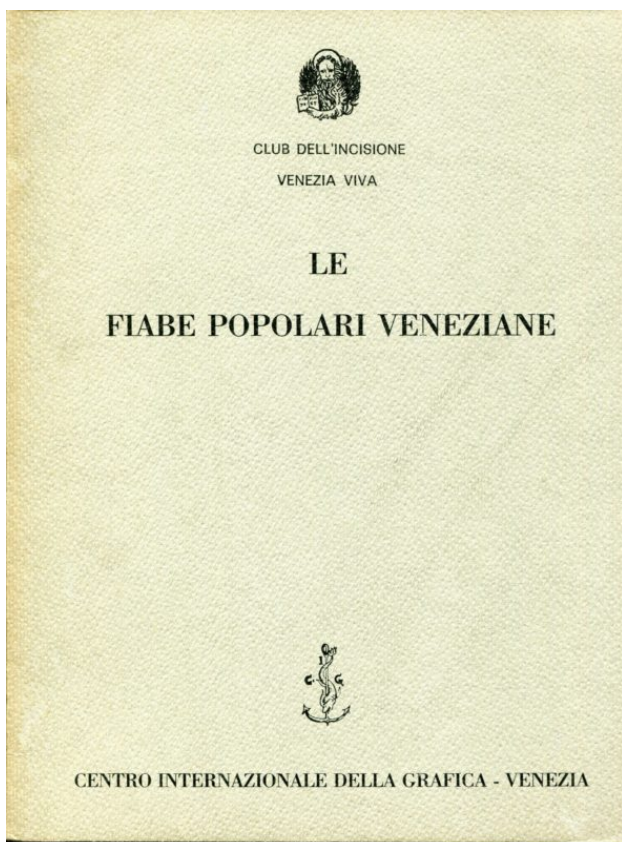 CLUB DELL'INCISIONE
VENEZIA VIVA
LE
FIABE POPOLARI VENEZIANE
I
C. G.
CENTRO INTERNAZIONALE DELLA GRAFICA - VENEZIA